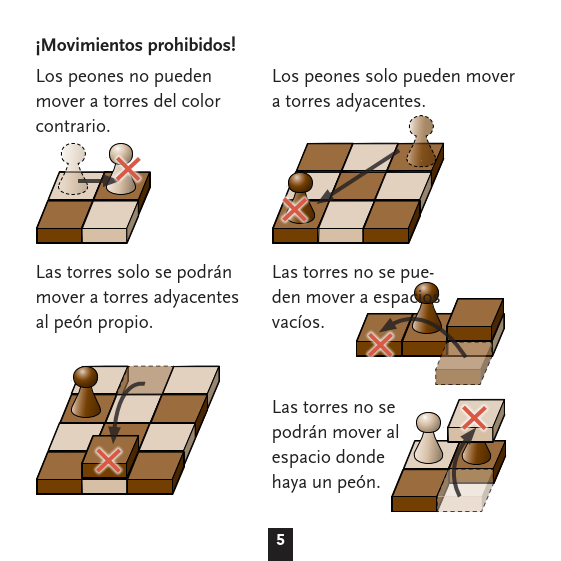 ¡Movimientos prohibidos!
Los peones no pueden
mover a torres del color
contrario.
Los peones solo pueden mover
a torres adyacentes.
Las torres solo se podrán
mover a torres adyacentes
al peón propio.
Las torres no se pue-
den mover a espacios
vacíos.
Las torres no se
podrán mover al
espacio donde
haya un peón.
5